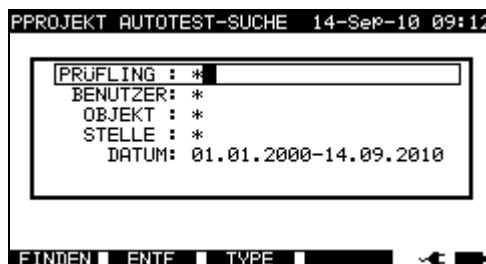 PPROJEKT AUTOTEST-SUCHE 14-Sep-10 09:12
PRüFLING : *
BENUTZER: *
OBJEKT : *
STELLE : *
DATUM: 01.01.2000-14.09.2010
FINDEN ENTF TYPE